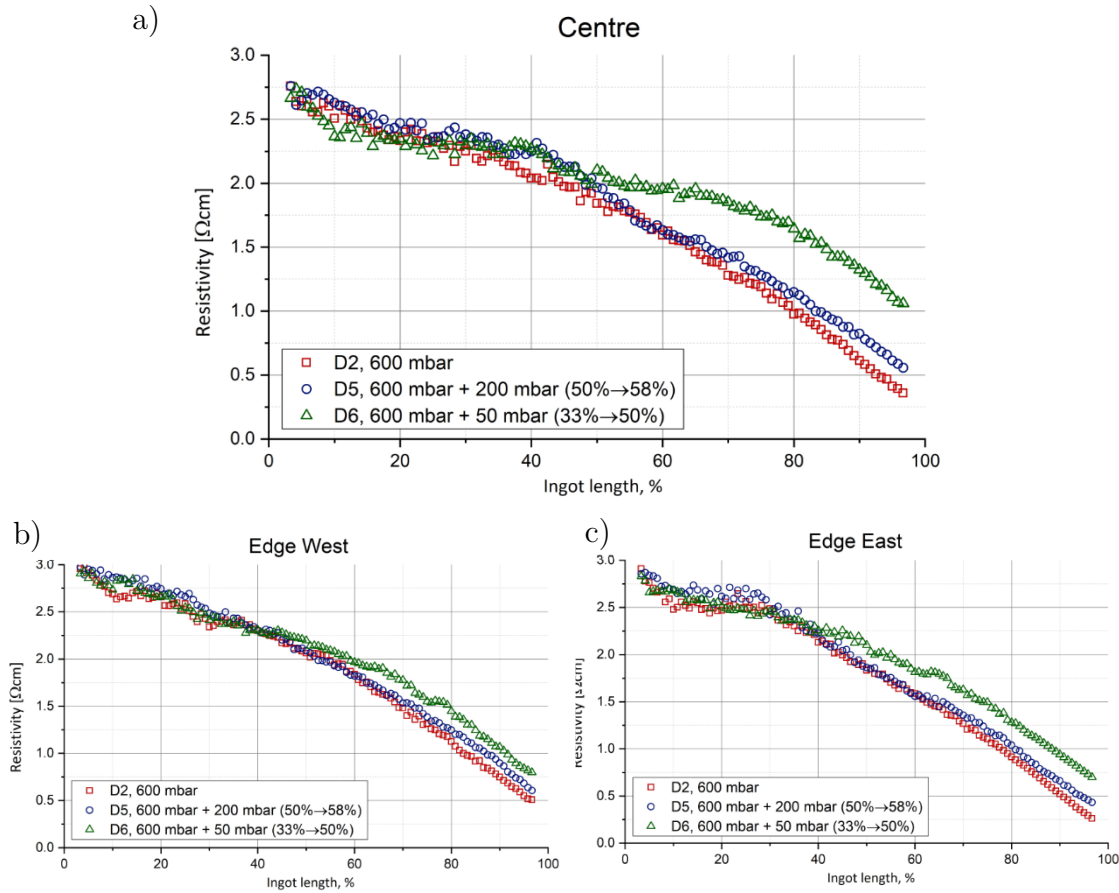 a)
Centre
3.0
2.5
2.0
1.5
1.0
0.5
0.0
Resistivity [Ωcm]
D2, 600 mbar
D5, 600 mbar + 200 mbar (50%→58%)
D6, 600 mbar + 50 mbar (33%→50%)
0 20 40 60 80 100
Ingot length, %
b)
Edge West
3.0
2.5
2.0
1.5
1.0
0.5
0.0
Resistivity [Ωcm]
D2, 600 mbar
D5, 600 mbar + 200 mbar (50%→58%)
D6, 600 mbar + 50 mbar (33%→50%)
0 20 40 60 80 100
Ingot length, %
c)
Edge East
3.0
2.5
2.0
1.5
1.0
0.5
0.0
Resistivity [Ωcm]
D2, 600 mbar
D5, 600 mbar + 200 mbar (50%→58%)
D6, 600 mbar + 50 mbar (33%→50%)
0 20 40 60 80 100
Ingot length, %